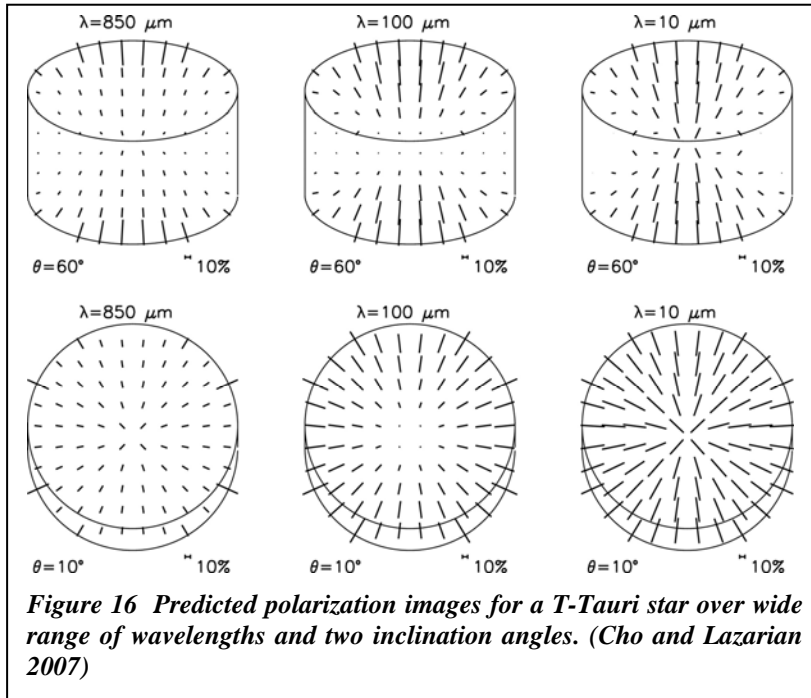 λ=850 μm λ=100 μm λ=10 μm
θ=60° 10% θ=60° 10% θ=60° 10%
λ=850 μm λ=100 μm λ=10 μm
θ=10° 10% θ=10° 10% θ=10° 10%
Figure 16 Predicted polarization images for a T-Tauri star over wide
range of wavelengths and two inclination angles. (Cho and Lazarian
2007)